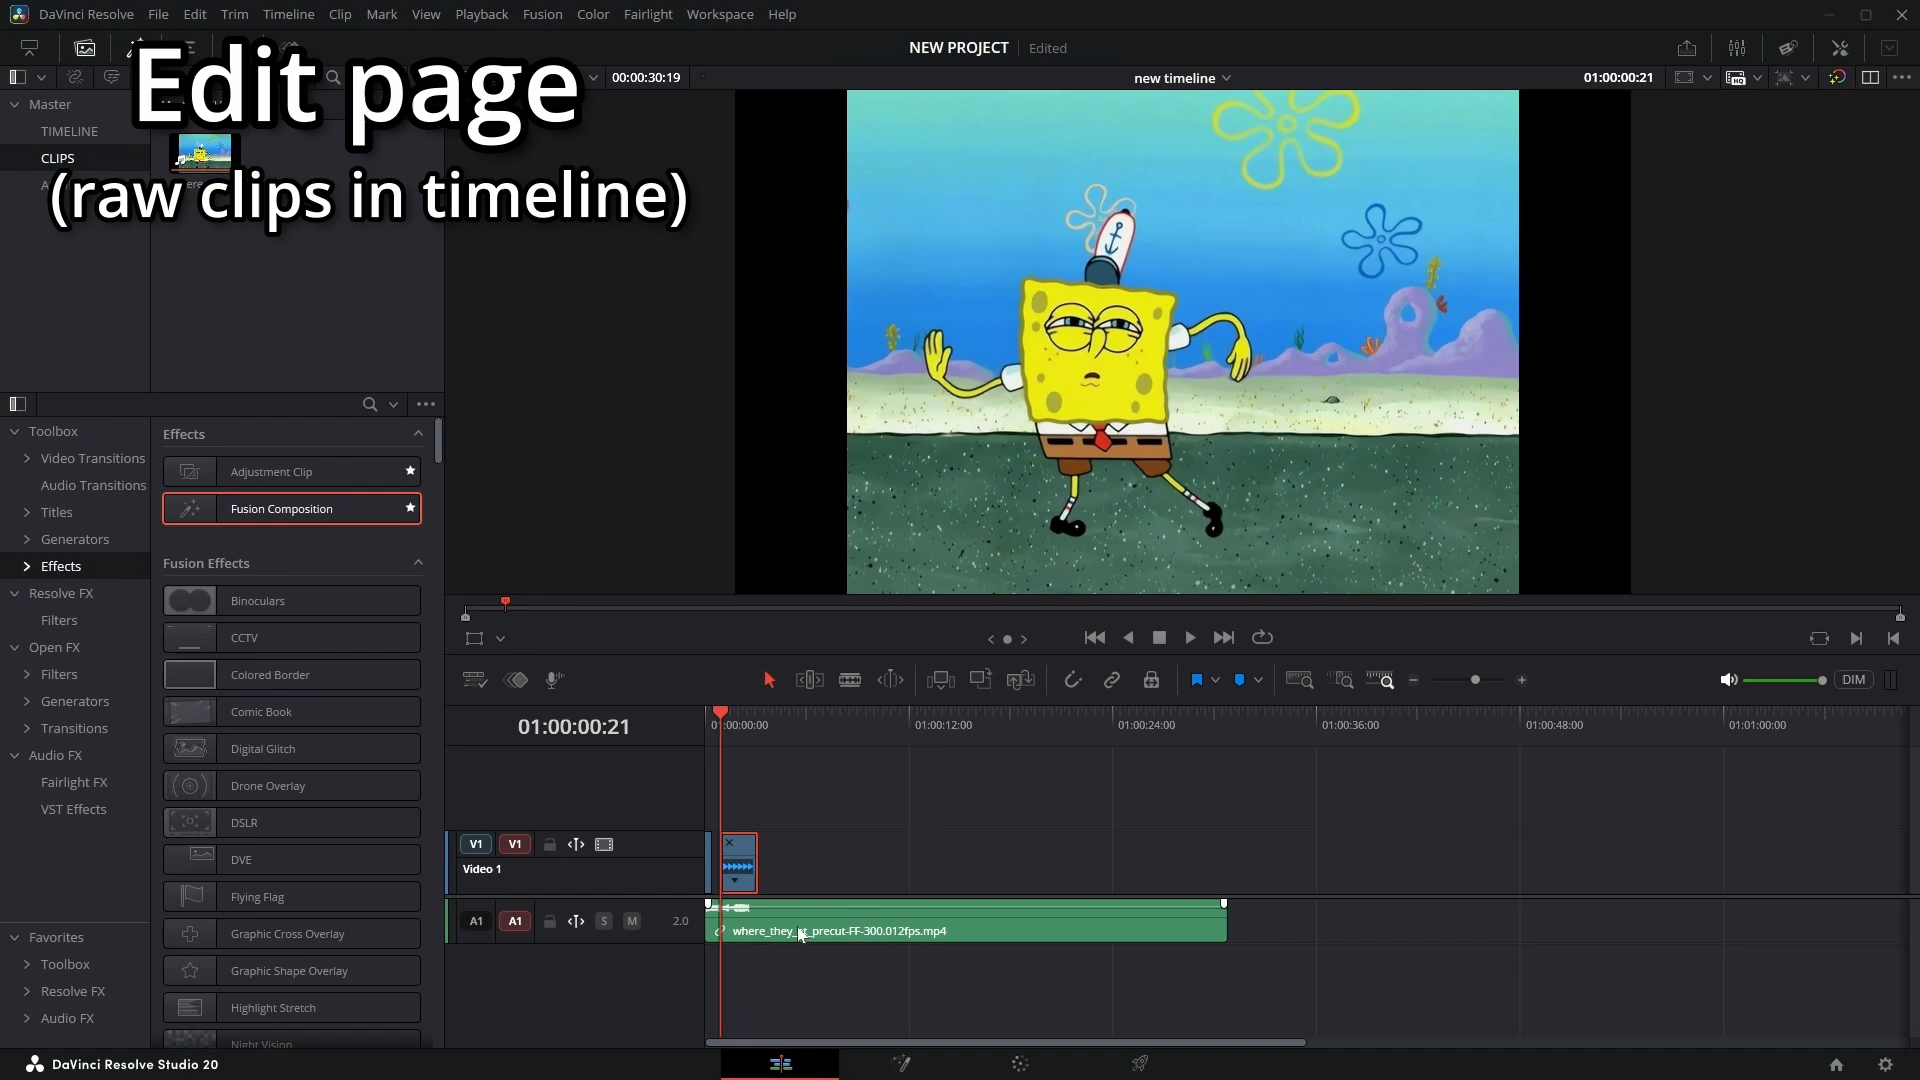 DaVinci Resolve File Edit Trim Timeline Clip Mark View Playback Fusion Color Fairlight Workspace Help
NEW PROJECT Edited
Edit page
(raw clips in timeline)
00:00:30:19 new timeline 01:00:00:21
Master
TIMELINE
CLIPS
Toolbox
Video Transitions
Audio Transitions
Titles
Generators
Effects
Resolve FX
Filters
Open FX
Filters
Generators
Transitions
Audio FX
Fairlight FX
VST Effects
Favorites
Toolbox
Resolve FX
Audio FX
Effects
Adjustment Clip
Fusion Composition
Fusion Effects
Binoculars
CCTV
Colored Border
Comic Book
Digital Glitch
Drone Overlay
DSLR
DVE
Flying Flag
Graphic Cross Overlay
Graphic Shape Overlay
Highlight Stretch
Night Vision
DIM
01:00:00:21
01:00:00:00 01:00:12:00 01:00:24:00 01:00:36:00 01:00:48:00 01:01:00:00
V1 V1
Video 1
A1 A1 S M 2.0
where_they_at_precut-FF-300.012fps.mp4
DaVinci Resolve Studio 20